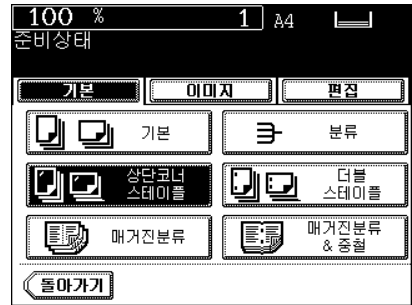 100 % 1 A4
준비상태
기본 이미지 편집
기본 분류
상단코너
스테이플
더블
스테이플
매거진분류
매거진분류
& 중철
돌아가기